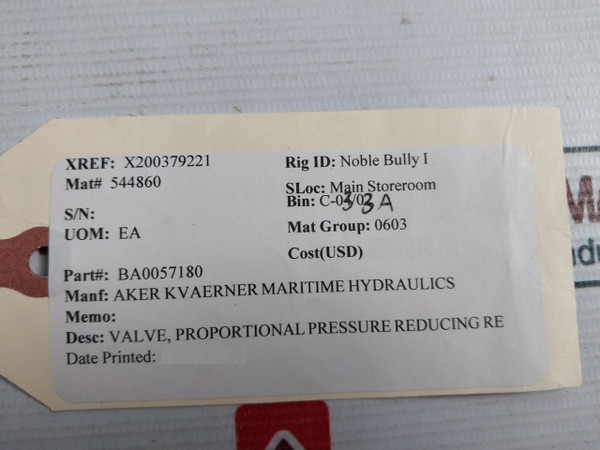 XREF: X200379221
Mat# 544860
S/N:
UOM: EA
Rig ID: Noble Bully I
SLoc: Main Storeroom
Bin: C-03/03A
Mat Group: 0603
Cost(USD)
Part#: BA0057180
Manf: AKER KVAERNER MARITIME HYDRAULICS
Memo:
Desc: VALVE, PROPORTIONAL PRESSURE REDUCING RE
Date Printed: